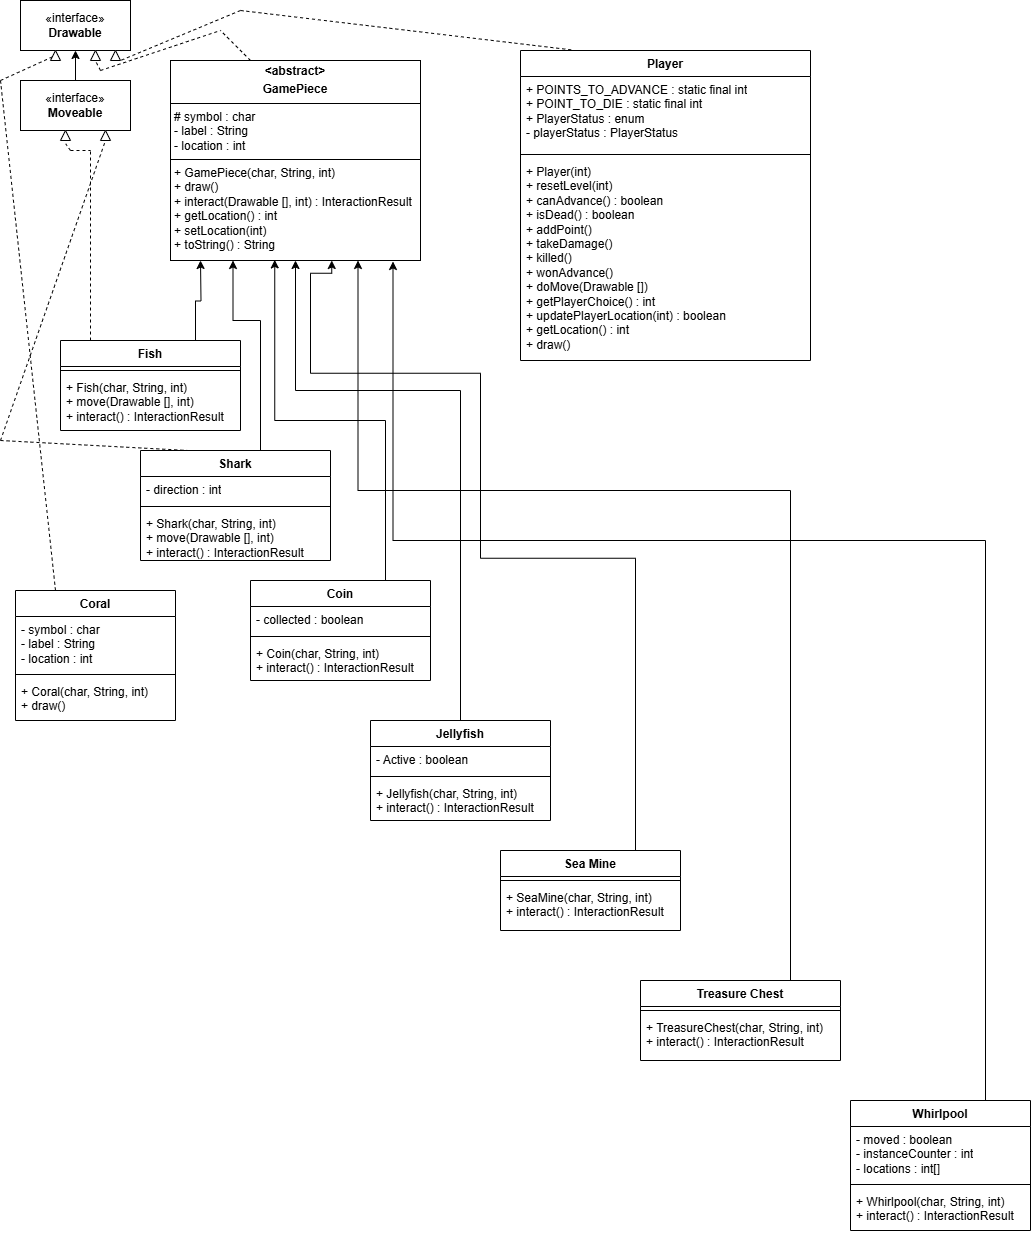 «interface»
Drawable
«interface»
Moveable
<abstract>
GamePiece
# symbol : char
- label : String
- location : int
+ GamePiece(char, String, int)
+ draw()
+ interact(Drawable [], int) : InteractionResult
+ getLocation() : int
+ setLocation(int)
+ toString() : String
Player
+ POINTS_TO_ADVANCE : static final int
+ POINT_TO_DIE : static final int
+ PlayerStatus : enum
- playerStatus : PlayerStatus
+ Player(int)
+ resetLevel(int)
+ canAdvance() : boolean
+ isDead() : boolean
+ addPoint()
+ takeDamage()
+ killed()
+ wonAdvance()
+ doMove(Drawable [])
+ getPlayerChoice() : int
+ updatePlayerLocation(int) : boolean
+ getLocation() : int
+ draw()
Fish
+ Fish(char, String, int)
+ move(Drawable [], int)
+ interact() : InteractionResult
Shark
- direction : int
+ Shark(char, String, int)
+ move(Drawable [], int)
+ interact() : InteractionResult
Coral
- symbol : char
- label : String
- location : int
+ Coral(char, String, int)
+ draw()
Coin
- collected : boolean
+ Coin(char, String, int)
+ interact() : InteractionResult
Jellyfish
- Active : boolean
+ Jellyfish(char, String, int)
+ interact() : InteractionResult
Sea Mine
+ SeaMine(char, String, int)
+ interact() : InteractionResult
Treasure Chest
+ TreasureChest(char, String, int)
+ interact() : InteractionResult
Whirlpool
- moved : boolean
- instanceCounter : int
- locations : int[]
+ Whirlpool(char, String, int)
+ interact() : InteractionResult